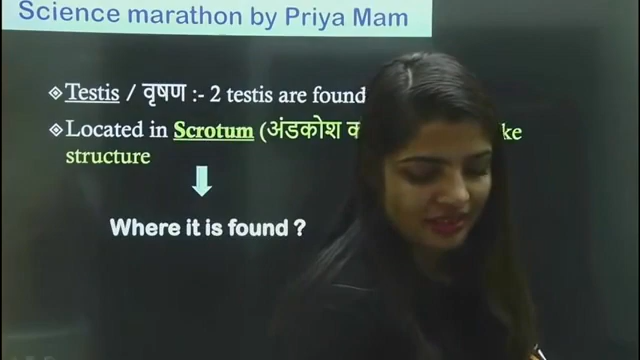 Science marathon by Priya Mam
Testis / वृषण :- 2 testis are found
Located in Scrotum (अंडकोश
structure
Where it is found ?